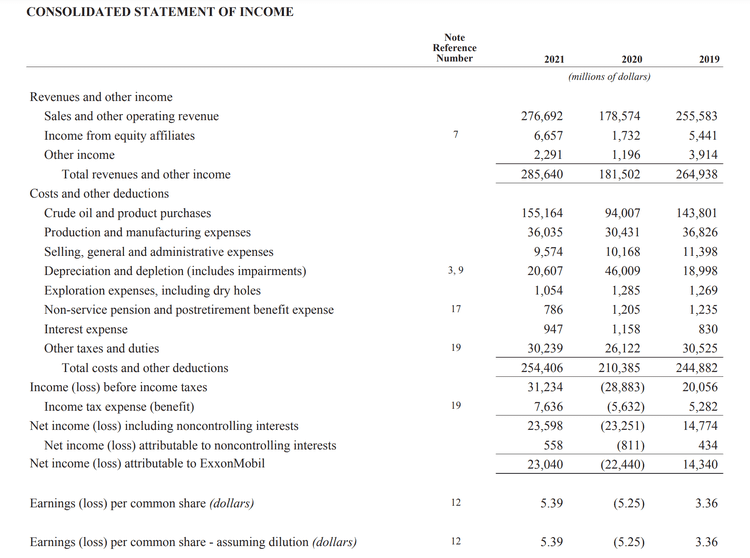 CONSOLIDATED STATEMENT OF INCOME
Note
Reference
Number 2021 2020 2019
(millions of dollars)
Revenues and other income
Sales and other operating revenue 276,692 178,574 255,583
Income from equity affiliates 7 6,657 1,732 5,441
Other income 2,291 1,196 3,914
Total revenues and other income 285,640 181,502 264,938
Costs and other deductions
Crude oil and product purchases 155,164 94,007 143,801
Production and manufacturing expenses 36,035 30,431 36,826
Selling, general and administrative expenses 9,574 10,168 11,398
Depreciation and depletion (includes impairments) 3, 9 20,607 46,009 18,998
Exploration expenses, including dry holes 1,054 1,285 1,269
Non-service pension and postretirement benefit expense 17 786 1,205 1,235
Interest expense 947 1,158 830
Other taxes and duties 19 30,239 26,122 30,525
Total costs and other deductions 254,406 210,385 244,882
Income (loss) before income taxes 31,234 (28,883) 20,056
Income tax expense (benefit) 19 7,636 (5,632) 5,282
Net income (loss) including noncontrolling interests 23,598 (23,251) 14,774
Net income (loss) attributable to noncontrolling interests 558 (811) 434
Net income (loss) attributable to ExxonMobil 23,040 (22,440) 14,340
Earnings (loss) per common share (dollars) 12 5.39 (5.25) 3.36
Earnings (loss) per common share - assuming dilution (dollars) 12 5.39 (5.25) 3.36